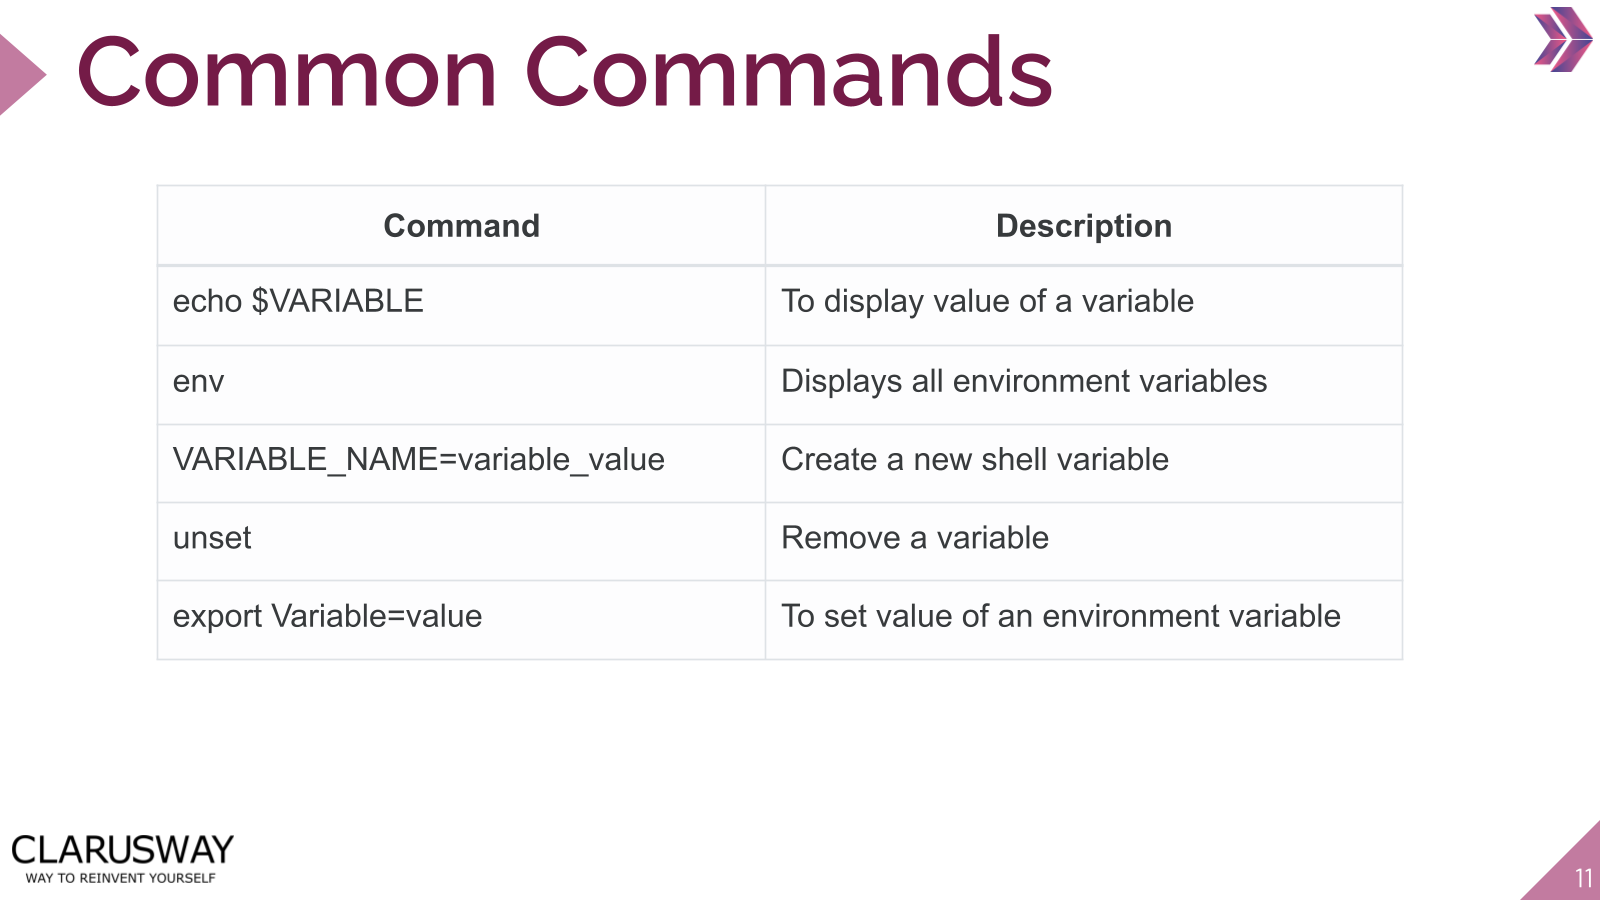 Common Commands
Command Description
echo $VARIABLE To display value of a variable
env Displays all environment variables
VARIABLE_NAME=variable_value Create a new shell variable
unset Remove a variable
export Variable=value To set value of an environment variable
CLARUSWAY
WAY TO REINVENT YOURSELF
11